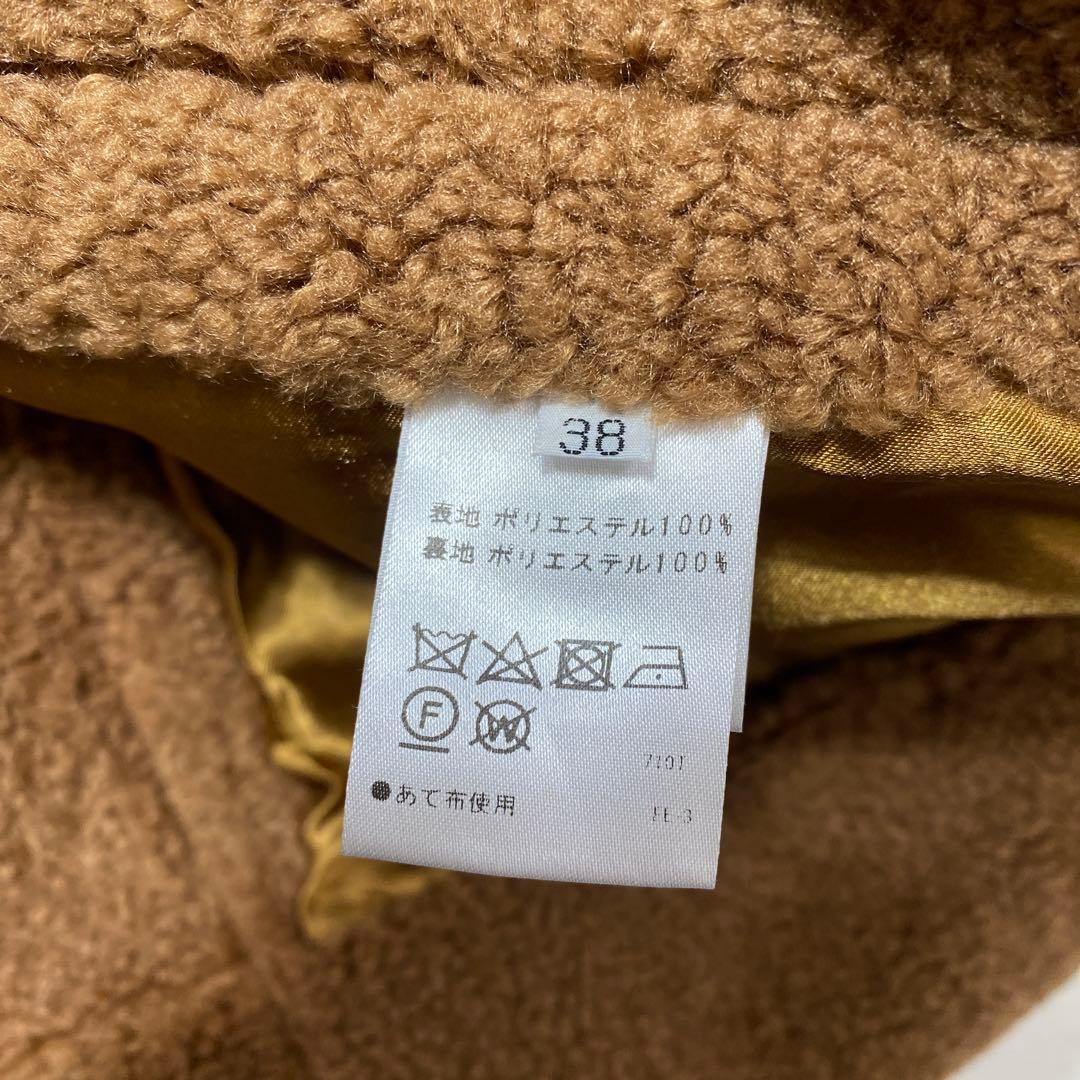 38
表地 ポリエステル100%
裏地 ポリエステル100%
F W
7101
●あて布使用
FE-3